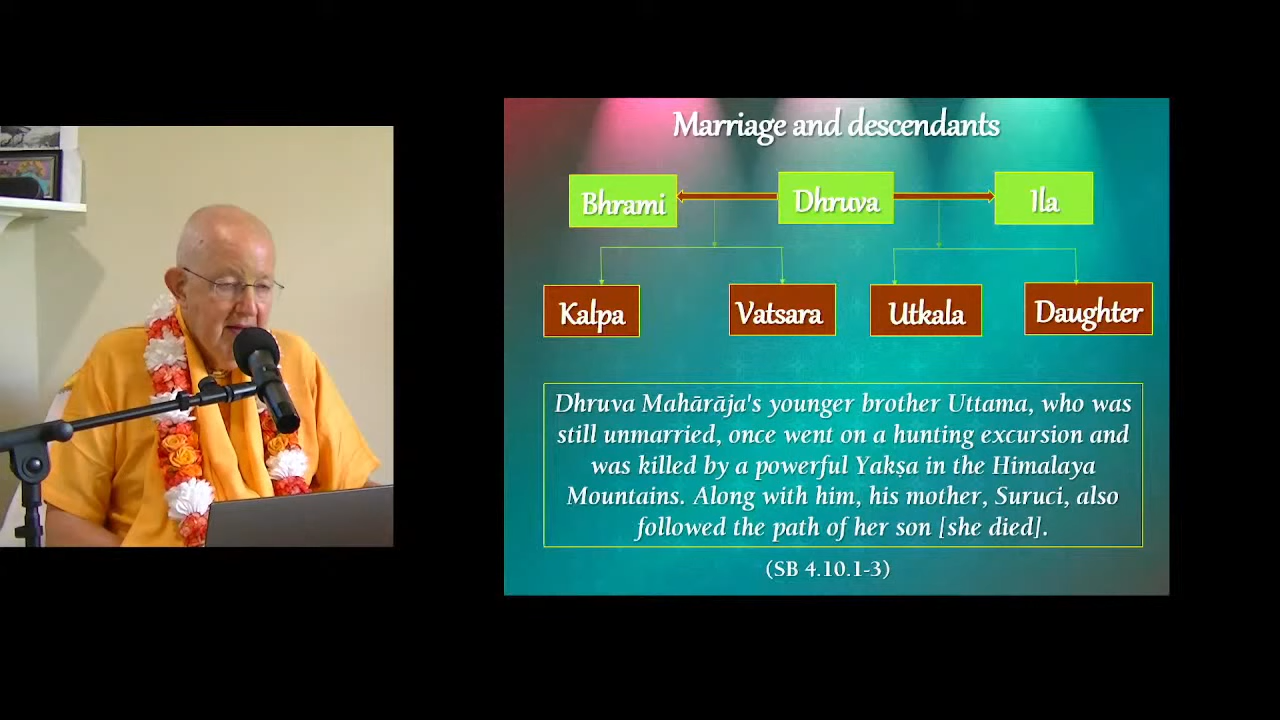 Marriage and descendants
Bhrami Dhruva Ila
Kalpa Vatsara Utkala Daughter
Dhruva Mahārāja's younger brother Uttama, who was
still unmarried, once went on a hunting excursion and
was killed by a powerful Yakṣa in the Himalaya
Mountains. Along with him, his mother, Suruci, also
followed the path of her son [she died].
(SB 4.10.1-3)